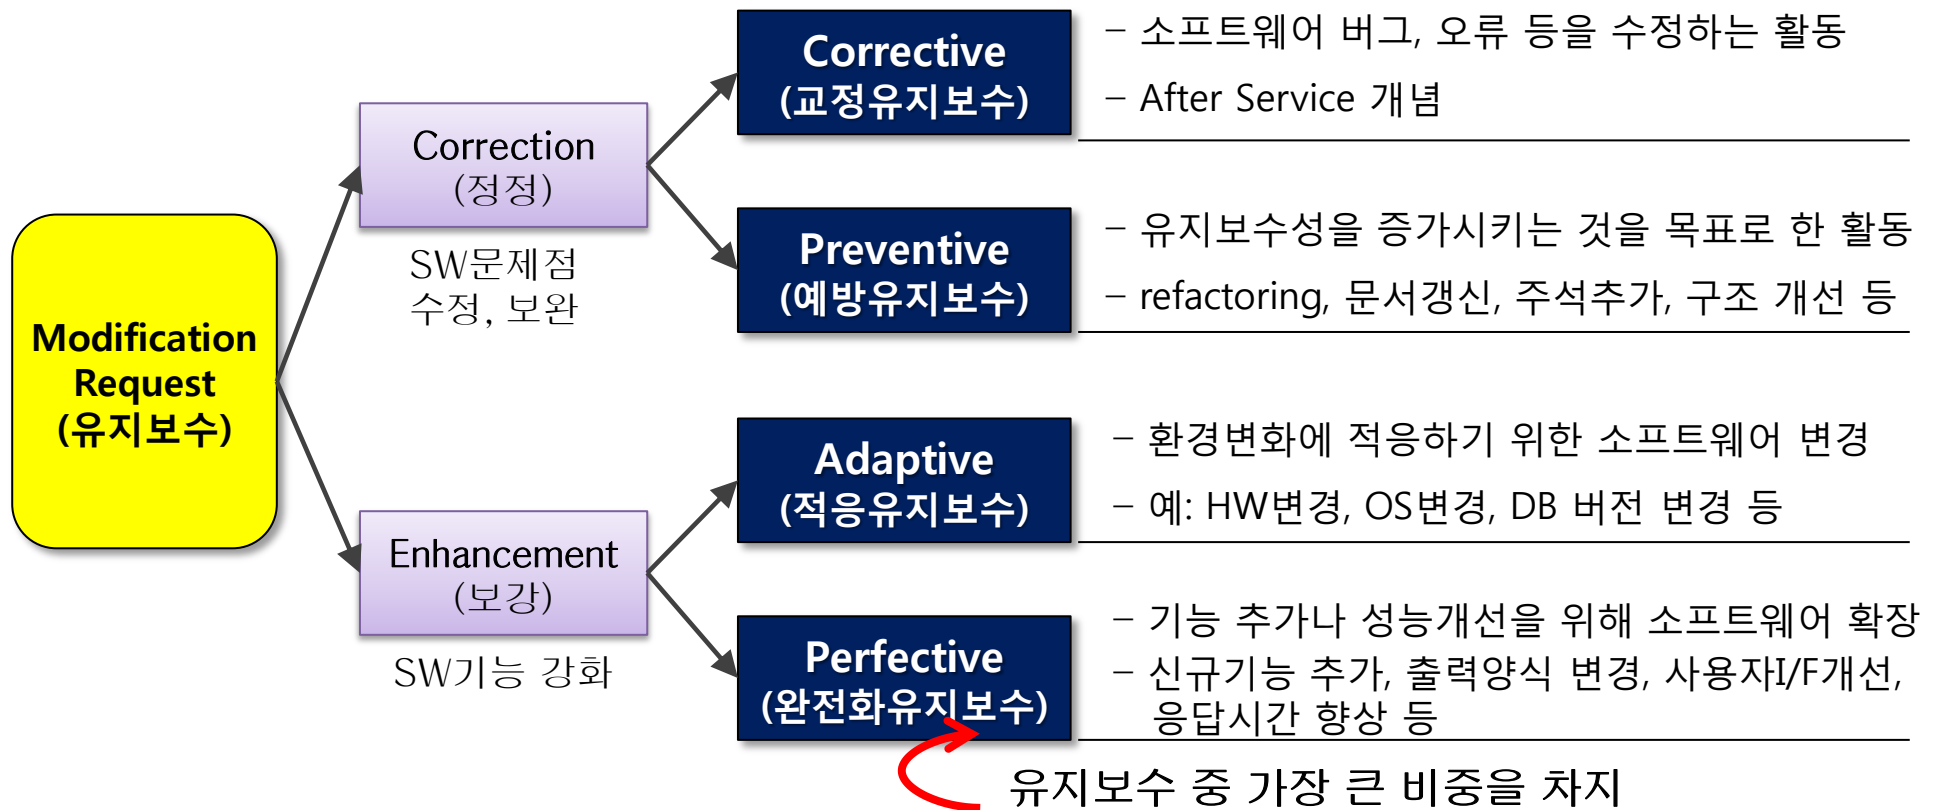 Modification
Request
(유지보수)
Correction
(정정)
SW문제점
수정, 보완
Enhancement
(보강)
SW기능 강화
Corrective
(교정유지보수)
– 소프트웨어 버그, 오류 등을 수정하는 활동
– After Service 개념
Preventive
(예방유지보수)
– 유지보수성을 증가시키는 것을 목표로 한 활동
– refactoring, 문서갱신, 주석추가, 구조 개선 등
Adaptive
(적응유지보수)
– 환경변화에 적응하기 위한 소프트웨어 변경
– 예: HW변경, OS변경, DB 버전 변경 등
Perfective
(완전화유지보수)
– 기능 추가나 성능개선을 위해 소프트웨어 확장
– 신규기능 추가, 출력양식 변경, 사용자I/F개선,
응답시간 향상 등
유지보수 중 가장 큰 비중을 차지